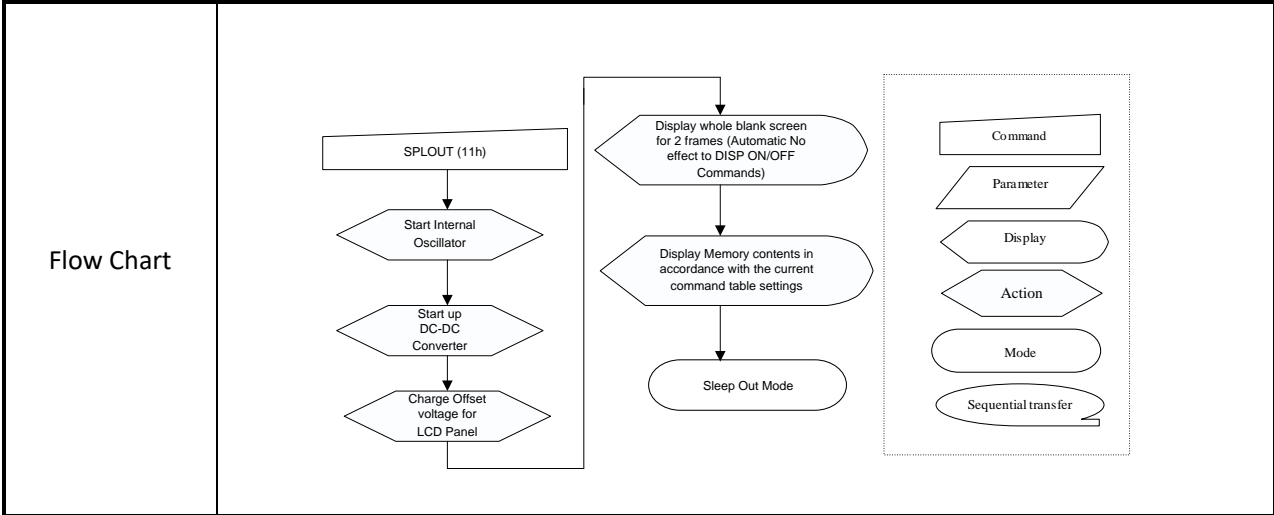 Flow Chart
SPLOUT (11h)
Start Internal
Oscillator
Start up
DC-DC
Converter
Charge Offset
voltage for
LCD Panel
Display whole blank screen
for 2 frames (Automatic No
effect to DISP ON/OFF
Commands)
Display Memory contents in
accordance with the current
command table settings
Sleep Out Mode
Command
Parameter
Display
Action
Mode
Sequential transfer